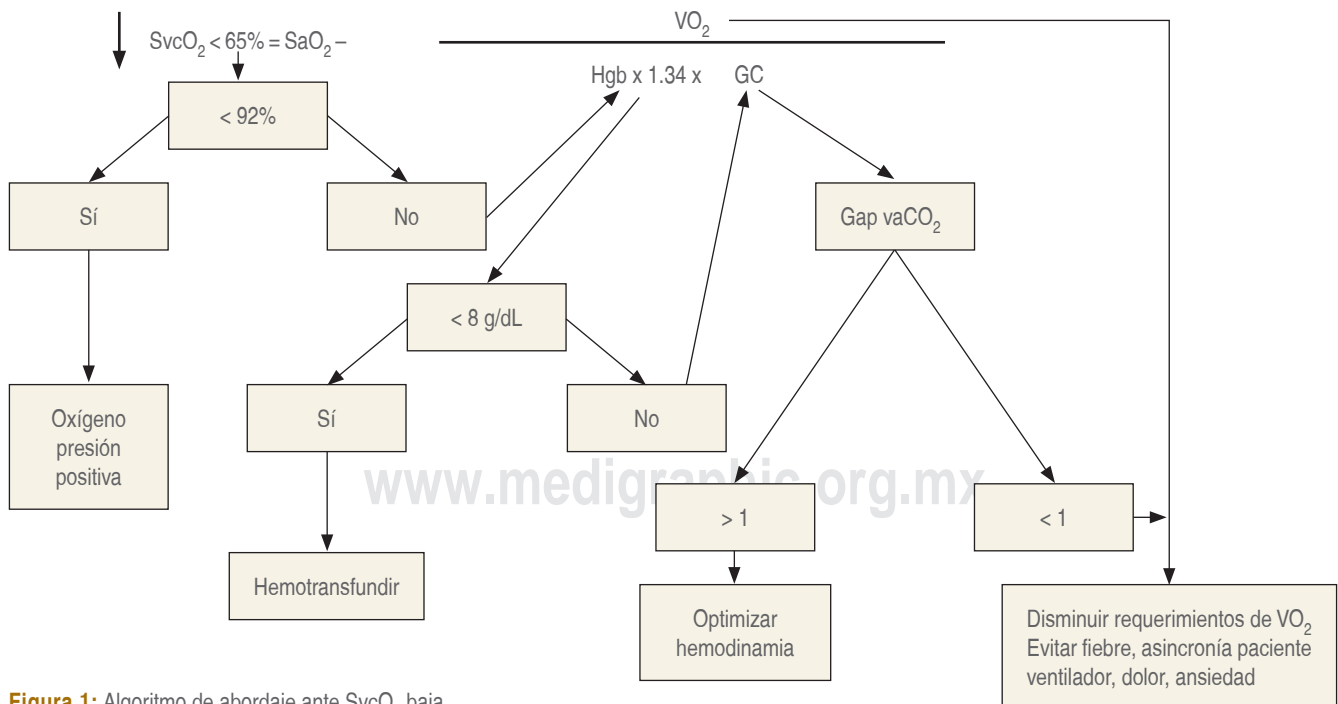 VO₂
SvcO₂ < 65% = SaO₂ –
Hgb x 1.34 x GC
< 92%
Sí
No
Gap vaCO₂
< 8 g/dL
Oxígeno
presión
positiva
Sí
No
www.medigraphic.org.mx
> 1
< 1
Hemotransfundir
Optimizar
hemodinamia
Disminuir requerimientos de VO₂
Evitar fiebre, asincronía paciente
ventilador, dolor, ansiedad
Figura 1: Algoritmo de abordaje ante SvcO₂ baja